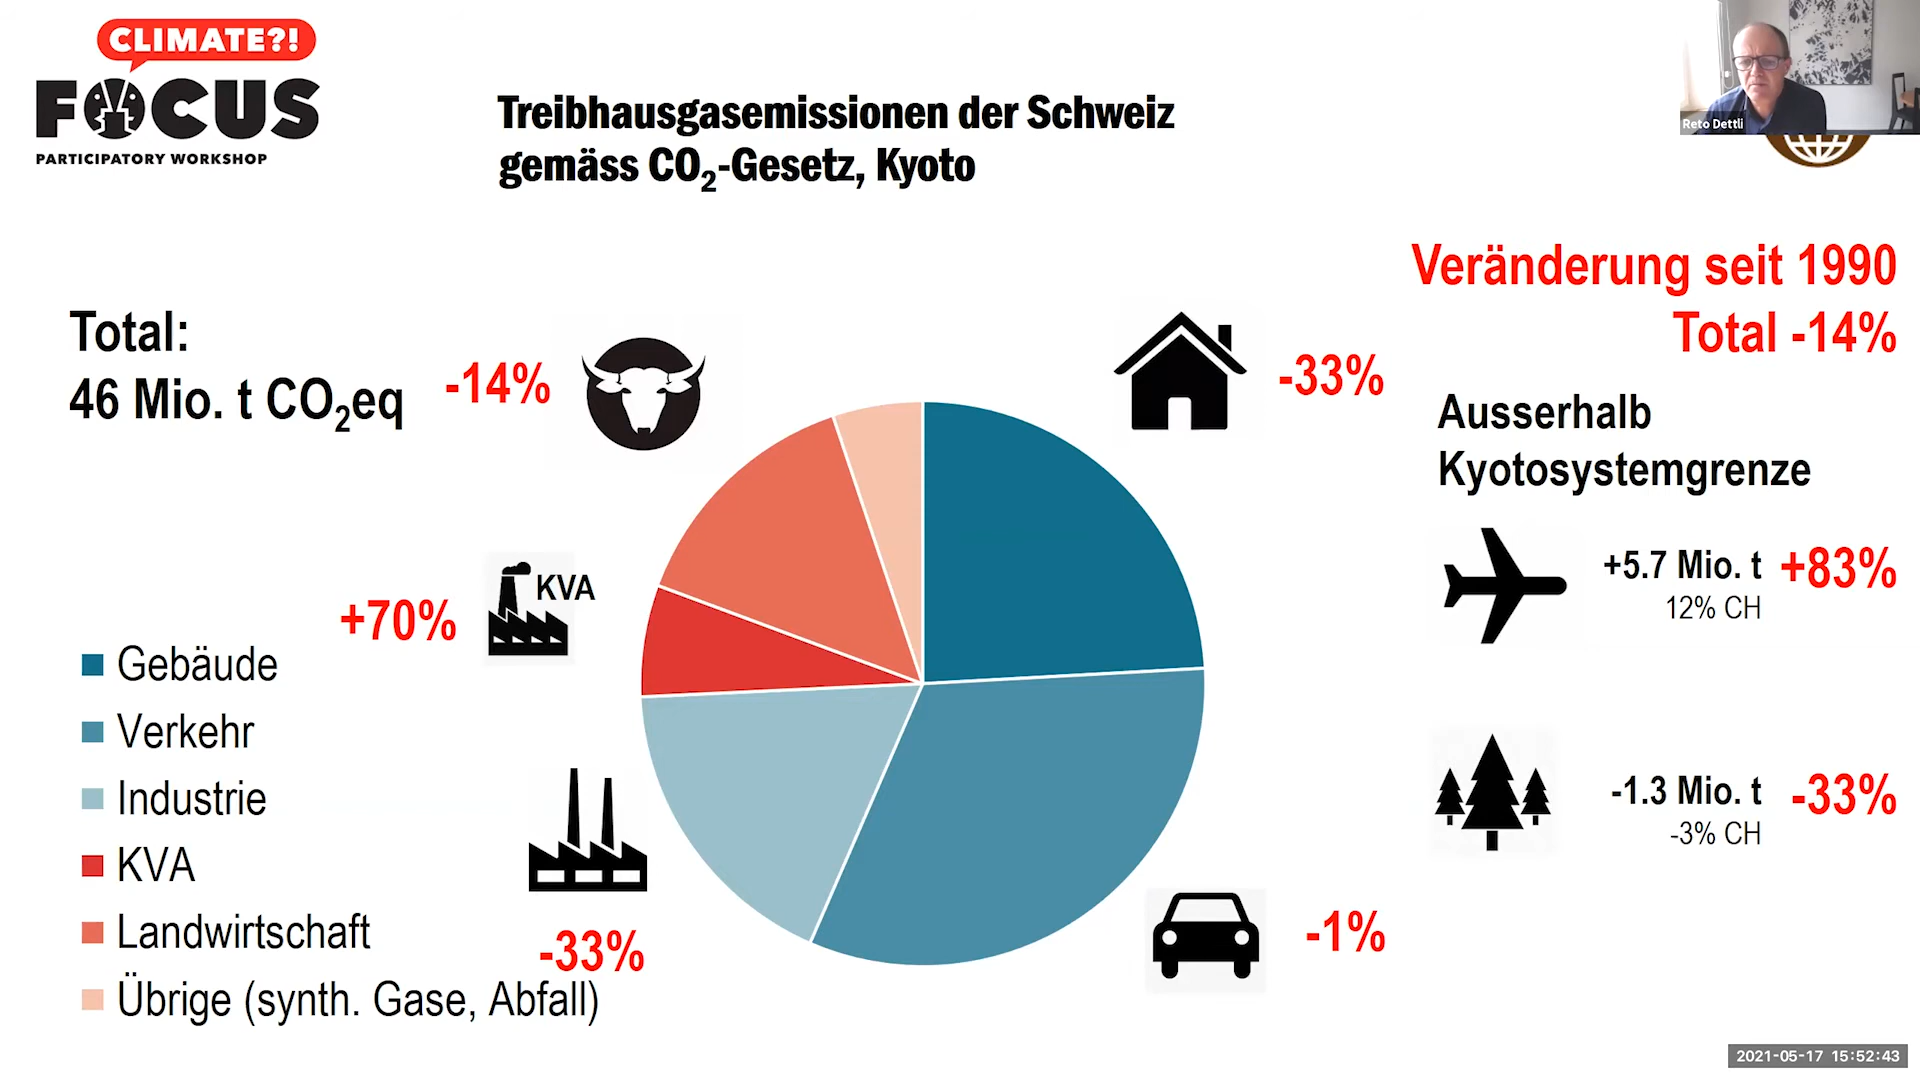 CLIMATE?!
FOCUS
PARTICIPATORY WORKSHOP
Treibhausgasemissionen der Schweiz
gemäss CO₂-Gesetz, Kyoto
Reto Dettli
Veränderung seit 1990
Total -14%
Total:
46 Mio. t CO₂eq
-14%
-33%
Ausserhalb
Kyotosystemgrenze
+5.7 Mio. t
+83%
12% CH
KVA
+70%
-1.3 Mio. t
-33%
-3% CH
-1%
-33%
Gebäude
Verkehr
Industrie
KVA
Landwirtschaft
Übrige (synth. Gase, Abfall)
2021-05-17 15:52:43